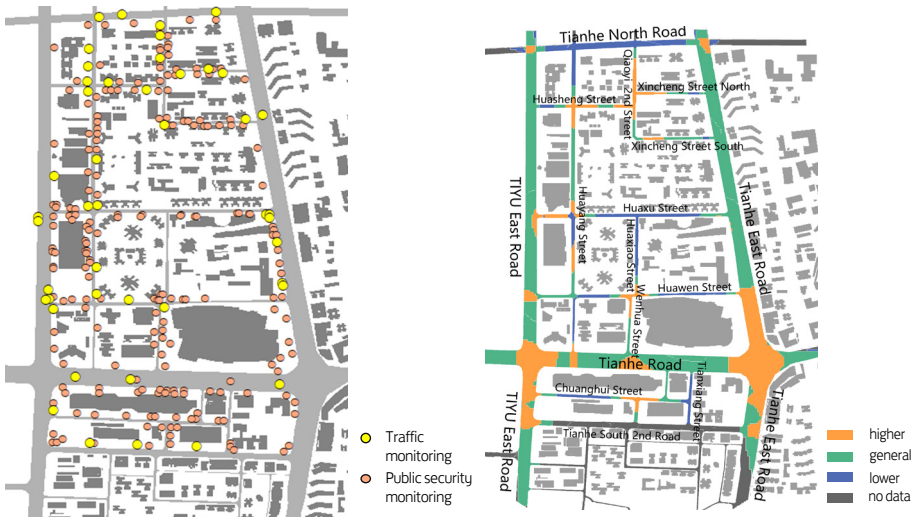 Traffic
monitoring
Public security
monitoring
Tianhe North Road
Qiaoyi 2nd Street
Xincheng Street North
Huasheng Street
Xincheng Street South
TIYU East Road
Huayang Street
Huaxu Street
Tianhe East Road
Huaxiao Street
Huawen Street
Wenhua Street
Tianhe Road
Tianxiang Street
Chuanghui Street
TIYU East Road
Tianhe South 2nd Road
Tianhe East Road
higher
general
lower
no data